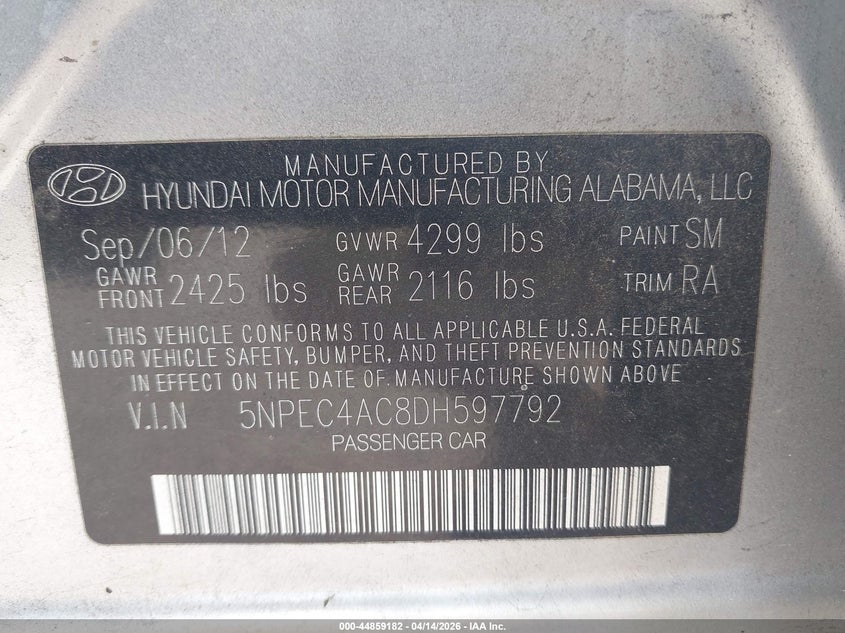 MANUFACTURED BY
HYUNDAI MOTOR MANUFACTURING ALABAMA, LLC
Sep/06/12 GVWR 4299 lbs PAINT SM
GAWR FRONT 2425 lbs GAWR REAR 2116 lbs TRIM RA
THIS VEHICLE CONFORMS TO ALL APPLICABLE U.S.A. FEDERAL
MOTOR VEHICLE SAFETY, BUMPER, AND THEFT PREVENTION STANDARDS
IN EFFECT ON THE DATE OF MANUFACTURE SHOWN ABOVE
V.I.N 5NPEC4AC8DH597792
PASSENGER CAR
000-44859182 - 04/14/2026 - IAA Inc.